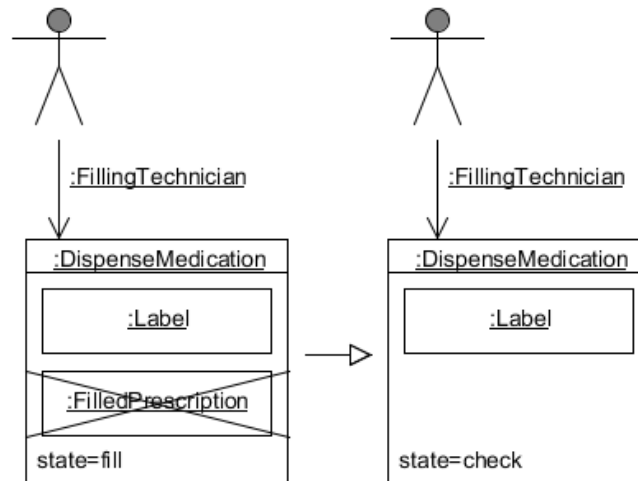 :FillingTechnician
:DispenseMedication
:Label
:FilledPrescription
state=fill
:FillingTechnician
:DispenseMedication
:Label
state=check